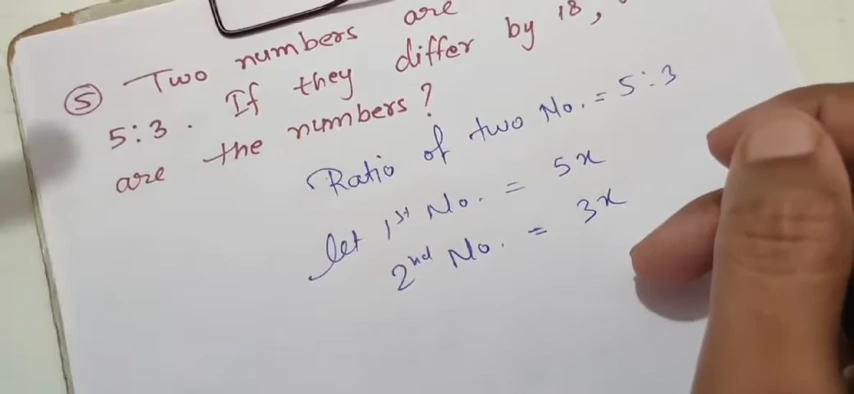 ⑤ Two numbers are
5:3. If they differ by 18,
are the numbers?
Ratio of two No. = 5:3
let 1st No. = 5x
2nd No. = 3x